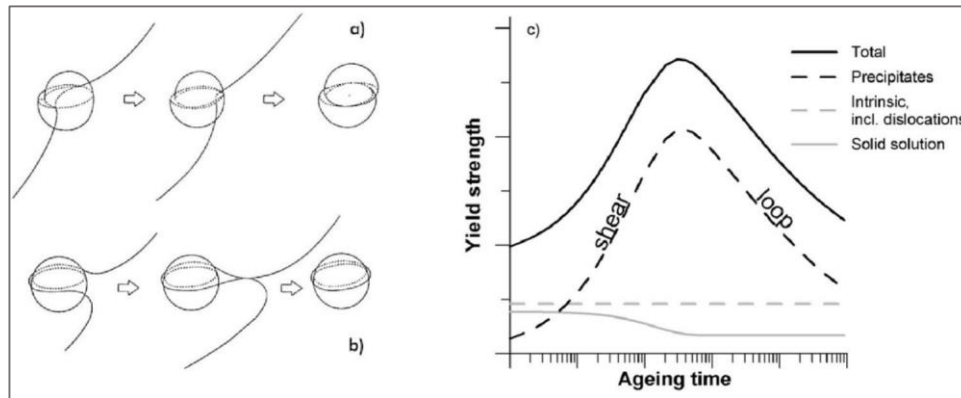 a)
b)
c)
Total
Precipitates
Intrinsic,
incl. dislocations
Solid solution
shear
loop
Yield strength
Ageing time